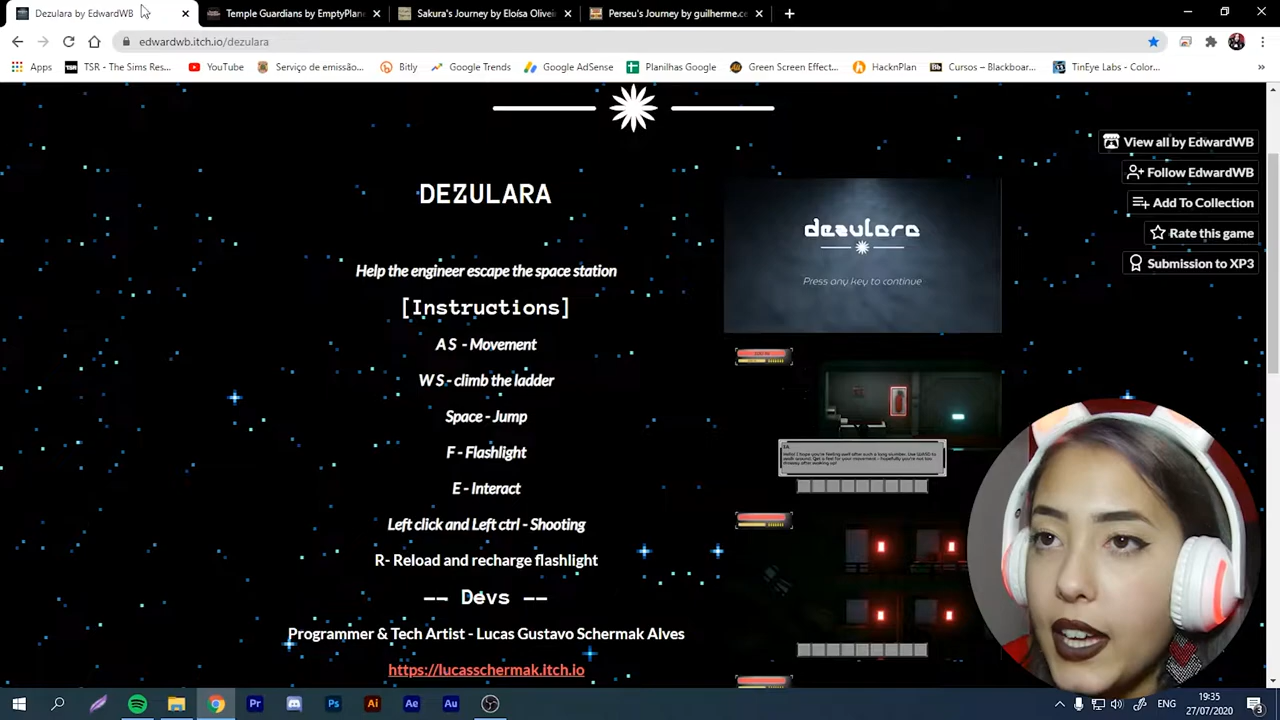 Dezulara by EdwardWB
Temple Guardians by EmptyPlane
Sakura's Journey by Eloísa Oliveir
Perseu's Journey by guilherme.ce
edwardwb.itch.io/dezulara
Apps
TSR - The Sims Res...
YouTube
Serviço de emissão...
Bitly
Google Trends
Google AdSense
Planilhas Google
Green Screen Effect...
HacknPlan
Cursos – Blackboar...
TinEye Labs - Color...
View all by EdwardWB
Follow EdwardWB
Add To Collection
Rate this game
Submission to XP3
DEZULARA
Help the engineer escape the space station
[Instructions]
A S - Movement
W S - climb the ladder
Space - Jump
F - Flashlight
E - Interact
Left click and Left ctrl - Shooting
R- Reload and recharge flashlight
—— Devs ——
Programmer & Tech Artist - Lucas Gustavo Schermak Alves
https://lucasschermak.itch.io
dezulara
Press any key to continue
ENG
19:35
27/07/2020